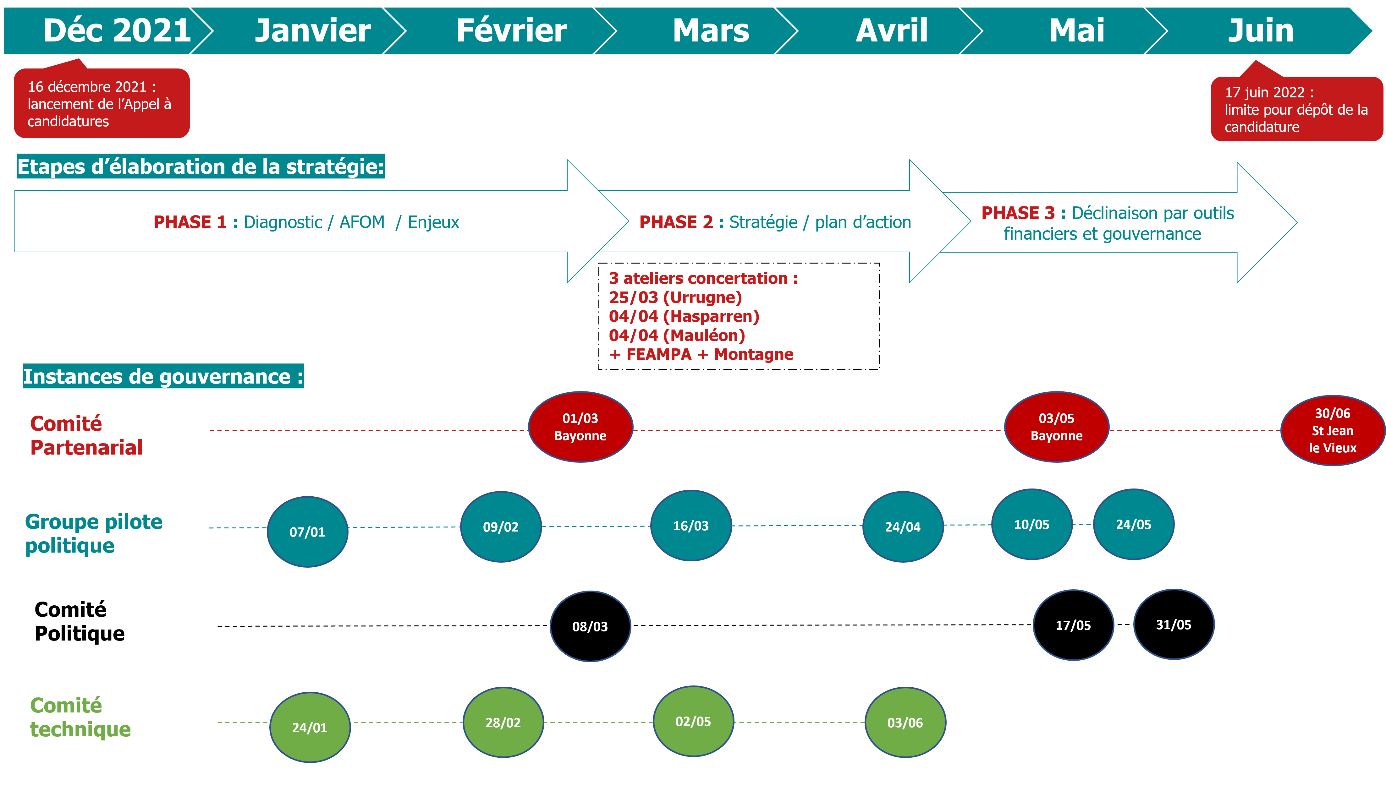 Déc 2021
Janvier
Février
Mars
Avril
Mai
Juin
16 décembre 2021 :
lancement de l’Appel à
candidatures
17 juin 2022 :
limite pour dépôt de la
candidature
Etapes d’élaboration de la stratégie:
PHASE 1 : Diagnostic / AFOM / Enjeux
PHASE 2 : Stratégie / plan d’action
PHASE 3 : Déclinaison par outils
financiers et gouvernance
3 ateliers concertation :
25/03 (Urrugne)
04/04 (Hasparren)
04/04 (Mauléon)
+ FEAMPA + Montagne
Instances de gouvernance :
Comité
Partenarial
01/03
Bayonne
03/05
Bayonne
30/06
St Jean
le Vieux
Groupe pilote
politique
07/01
09/02
16/03
24/04
10/05
24/05
Comité
Politique
08/03
17/05
31/05
Comité
technique
24/01
28/02
02/05
03/06